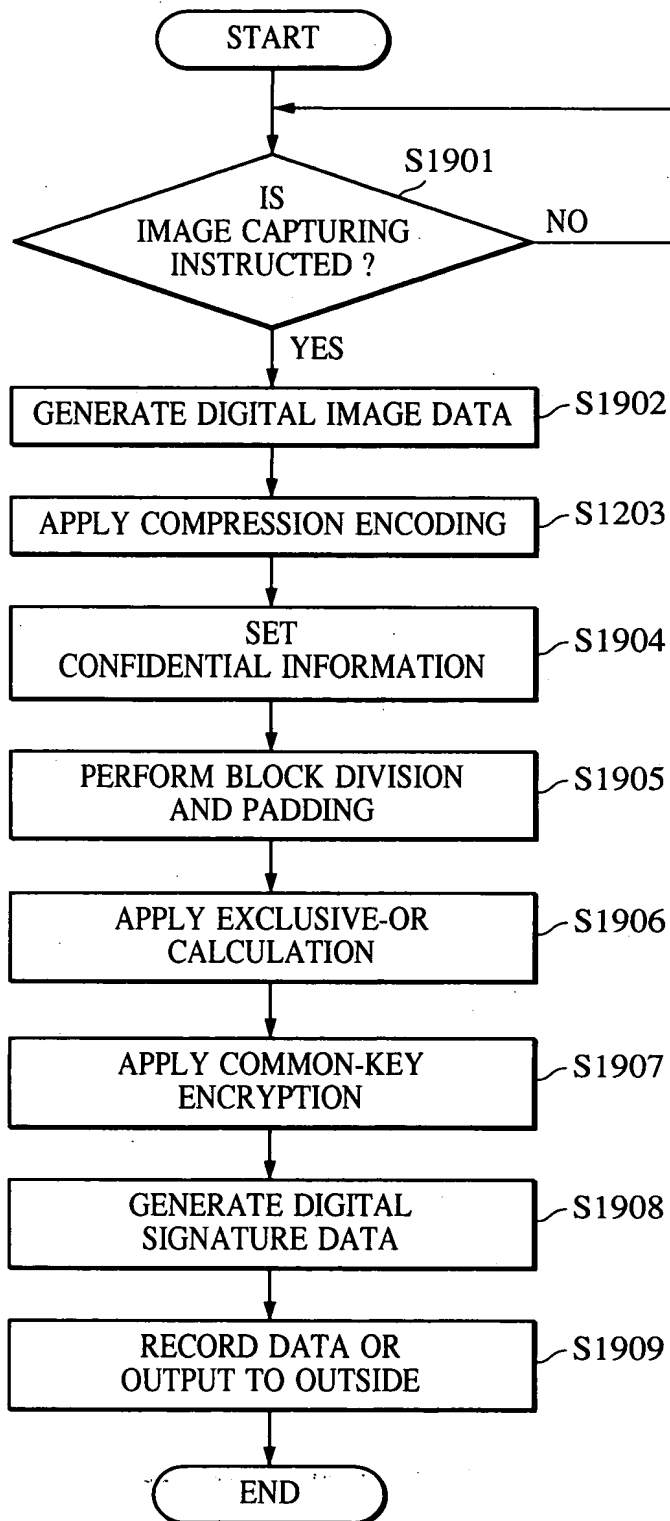 START
S1901
IS
IMAGE CAPTURING
INSTRUCTED ?
NO
YES
GENERATE DIGITAL IMAGE DATA
S1902
APPLY COMPRESSION ENCODING
S1203
SET
CONFIDENTIAL INFORMATION
S1904
PERFORM BLOCK DIVISION
AND PADDING
S1905
APPLY EXCLUSIVE-OR
CALCULATION
S1906
APPLY COMMON-KEY
ENCRYPTION
S1907
GENERATE DIGITAL
SIGNATURE DATA
S1908
RECORD DATA OR
OUTPUT TO OUTSIDE
S1909
END